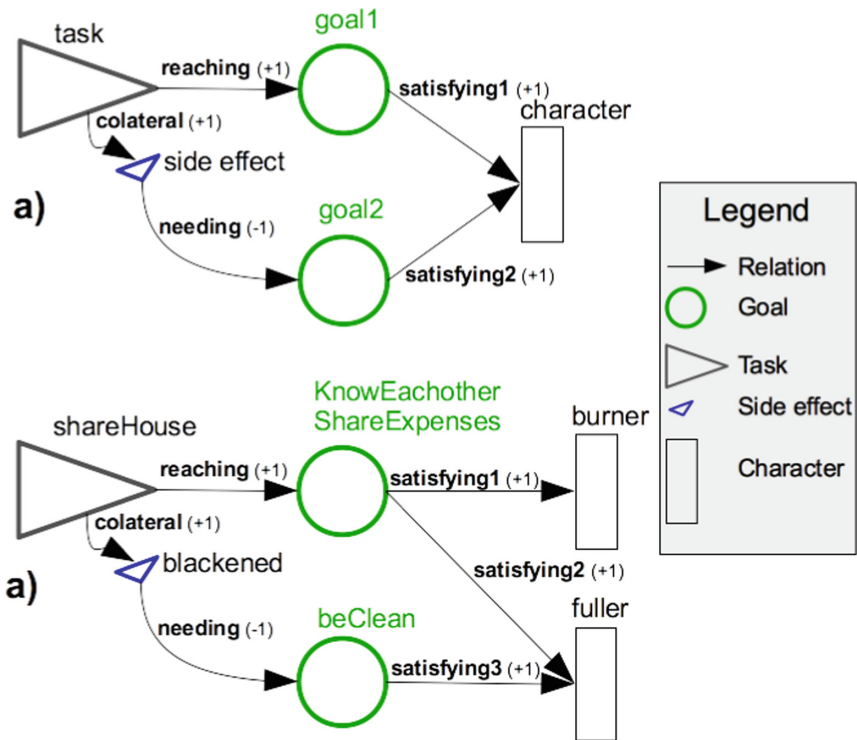 task
goal1
reaching (+1)
satisfying1 (+1)
character
colateral (+1)
side effect
a)
goal2
needing (-1)
satisfying2 (+1)
Legend
Relation
Goal
Task
Side effect
Character
KnowEachother
ShareExpenses
burner
shareHouse
reaching (+1)
satisfying1 (+1)
colateral (+1)
blackened
satisfying2 (+1)
a)
fuller
beClean
needing (-1)
satisfying3 (+1)